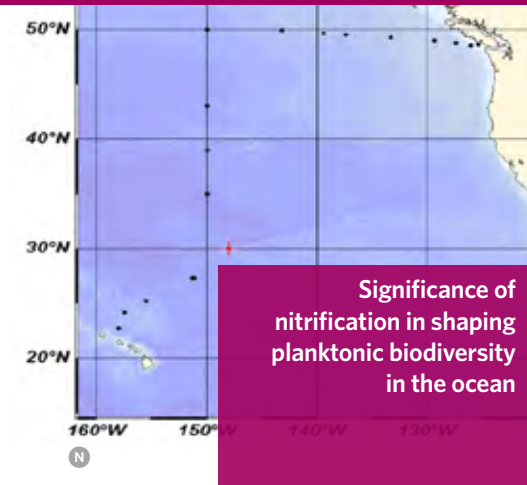 50°N
40°N
30°N
20°N
160°W
150°W
140°W
130°W
Significance of
nitrification in shaping
planktonic biodiversity
in the ocean
N